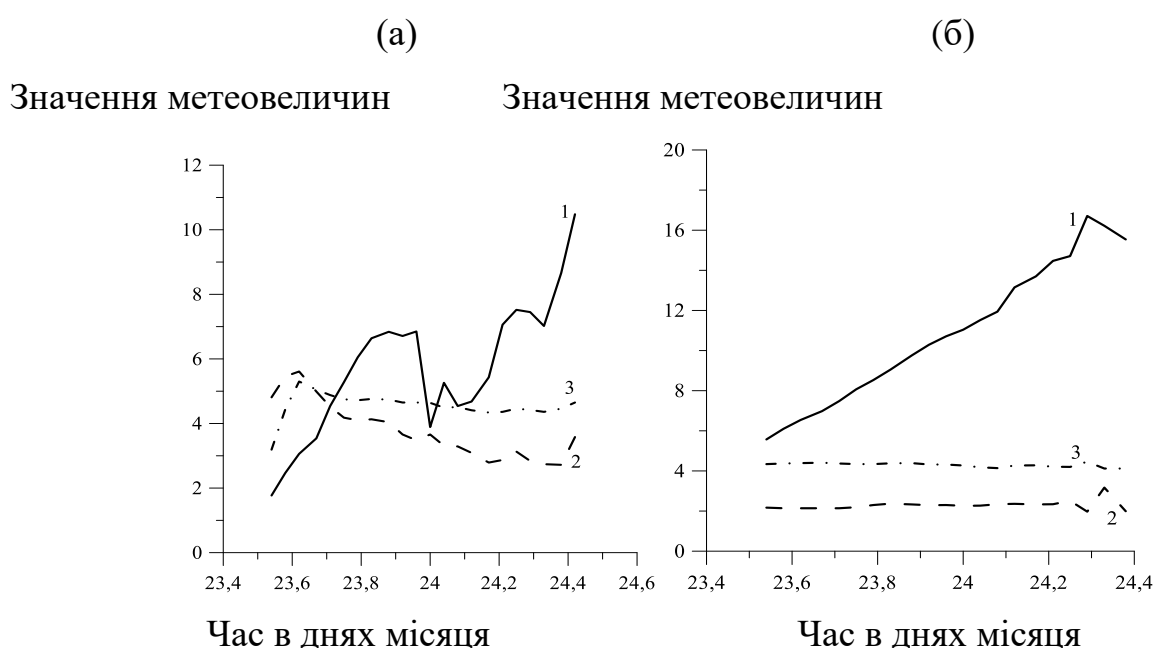 (а)
(б)
Значення метеовеличин
Значення метеовеличин
12
10
8
6
4
2
0
1
3
2
23,4 23,6 23,8 24 24,2 24,4 24,6
Час в днях місяця
20
16
12
8
4
0
1
3
2
23,4 23,6 23,8 24 24,2 24,4
Час в днях місяця